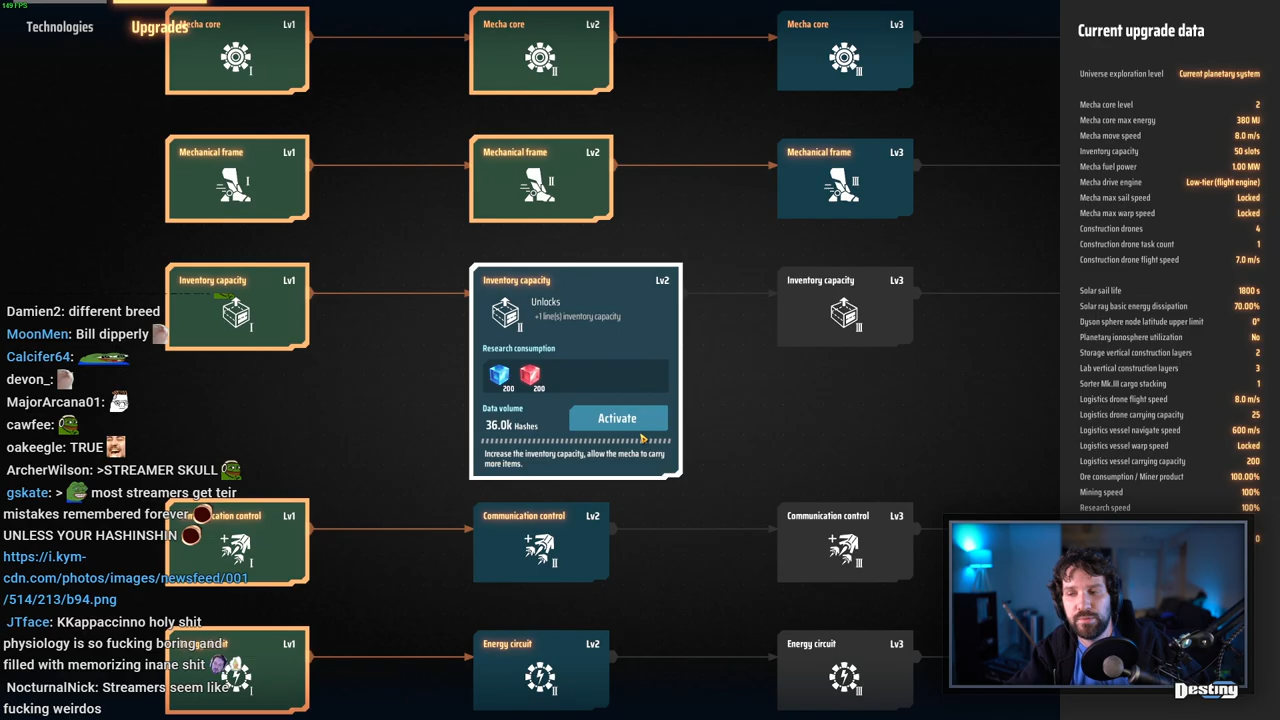 149 FPS
Technologies
Upgrades
Mecha core Lv1
I
Mecha core Lv2
II
Mecha core Lv3
III
Mechanical frame Lv1
I
Mechanical frame Lv2
II
Mechanical frame Lv3
III
Inventory capacity Lv1
I
Inventory capacity Lv2
II
Unlocks
+1 line(s) inventory capacity
Research consumption
200 200
Data volume
36.0k Hashes
Activate
Increase the inventory capacity, allow the mecha to carry
more items.
Inventory capacity Lv3
III
control Lv1
I
Communication control Lv2
II
Communication control Lv3
III
Lv1
I
Energy circuit Lv2
II
Energy circuit Lv3
III
Current upgrade data
Universe exploration level Current planetary system
Mecha core level 2
Mecha core max energy 380 MJ
Mecha move speed 8.0 m/s
Inventory capacity 50 slots
Mecha fuel power 1.00 MW
Mecha drive engine Low-tier (flight engine)
Mecha max sail speed Locked
Mecha max warp speed Locked
Construction drones 4
Construction drone task count 1
Construction drone flight speed 7.0 m/s
Solar sail life 1800 s
Solar ray basic energy dissipation 70.00%
Dyson sphere node latitude upper limit 0°
Planetary ionosphere utilization No
Storage vertical construction layers 2
Lab vertical construction layers 3
Sorter Mk.III cargo stacking 1
Logistics drone flight speed 8.0 m/s
Logistics drone carrying capacity 25
Logistics vessel navigate speed 600 m/s
Logistics vessel warp speed Locked
Logistics vessel carrying capacity 200
Ore consumption / Miner product 100.00%
Mining speed 100%
Research speed 100%
0
Damien2: different breed
MoonMen: Bill dipperly
Calcifer64:
devon_:
MajorArcana01:
cawfee:
oakeegle: TRUE
ArcherWilson: >STREAMER SKULL
gskate: > most streamers get teir
mistakes remembered forever
UNLESS YOUR HASHINSHIN
https://i.kym-
cdn.com/photos/images/newsfeed/001
/514/213/b94.png
JTface: KKappaccinno holy shit
physiology is so fucking boring and
filled with memorizing inane shit
NocturnalNick: Streamers seem like
fucking weirdos
Destiny